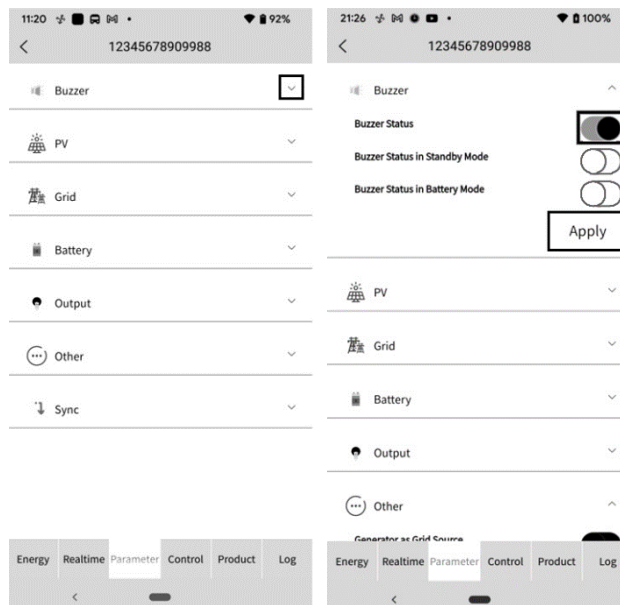 11:20
92%
12345678909988
Buzzer
PV
Grid
Battery
Output
Other
Sync
Energy Realtime Parameter Control Product Log
21:26
100%
12345678909988
Buzzer
Buzzer Status
Buzzer Status in Standby Mode
Buzzer Status in Battery Mode
Apply
PV
Grid
Battery
Output
Other
Generator as Grid Source
Energy Realtime Parameter Control Product Log